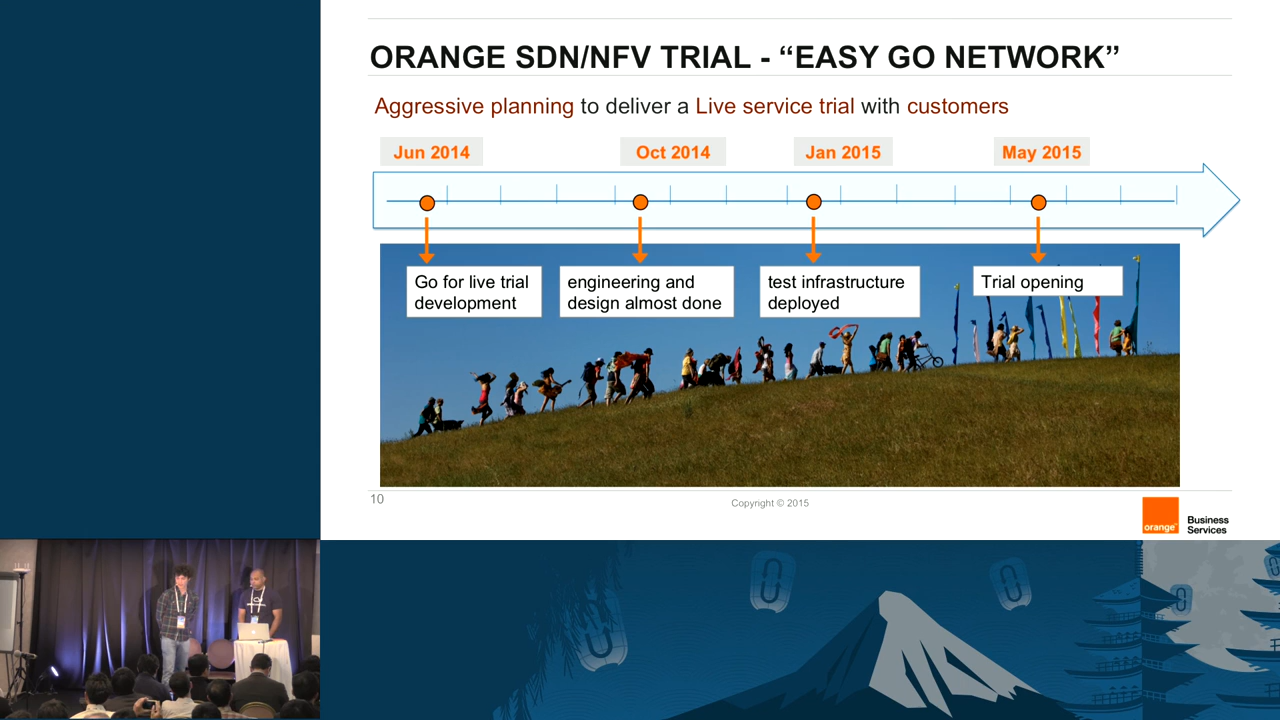 ORANGE SDN/NFV TRIAL - “EASY GO NETWORK”
Aggressive planning to deliver a Live service trial with customers
Jun 2014
Oct 2014
Jan 2015
May 2015
Go for live trial
development
engineering and
design almost done
test infrastructure
deployed
Trial opening
10
Copyright © 2015
orange™
Business
Services